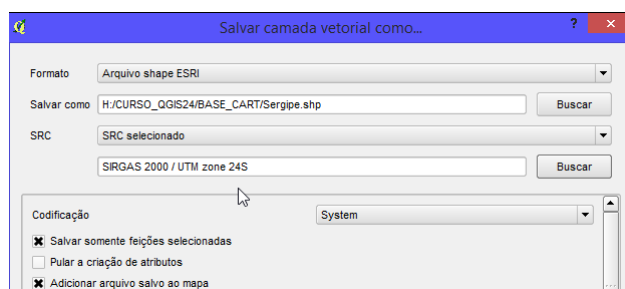 Salvar camada vetorial como... ? ×
Formato Arquivo shape ESRI
Salvar como H:/CURSO_QGIS24/BASE_CART/Sergipe.shp Buscar
SRC SRC selecionado
SIRGAS 2000 / UTM zone 24S Buscar
Codificação System
Salvar somente feições selecionadas
Pular a criação de atributos
Adicionar arquivo salvo ao mapa